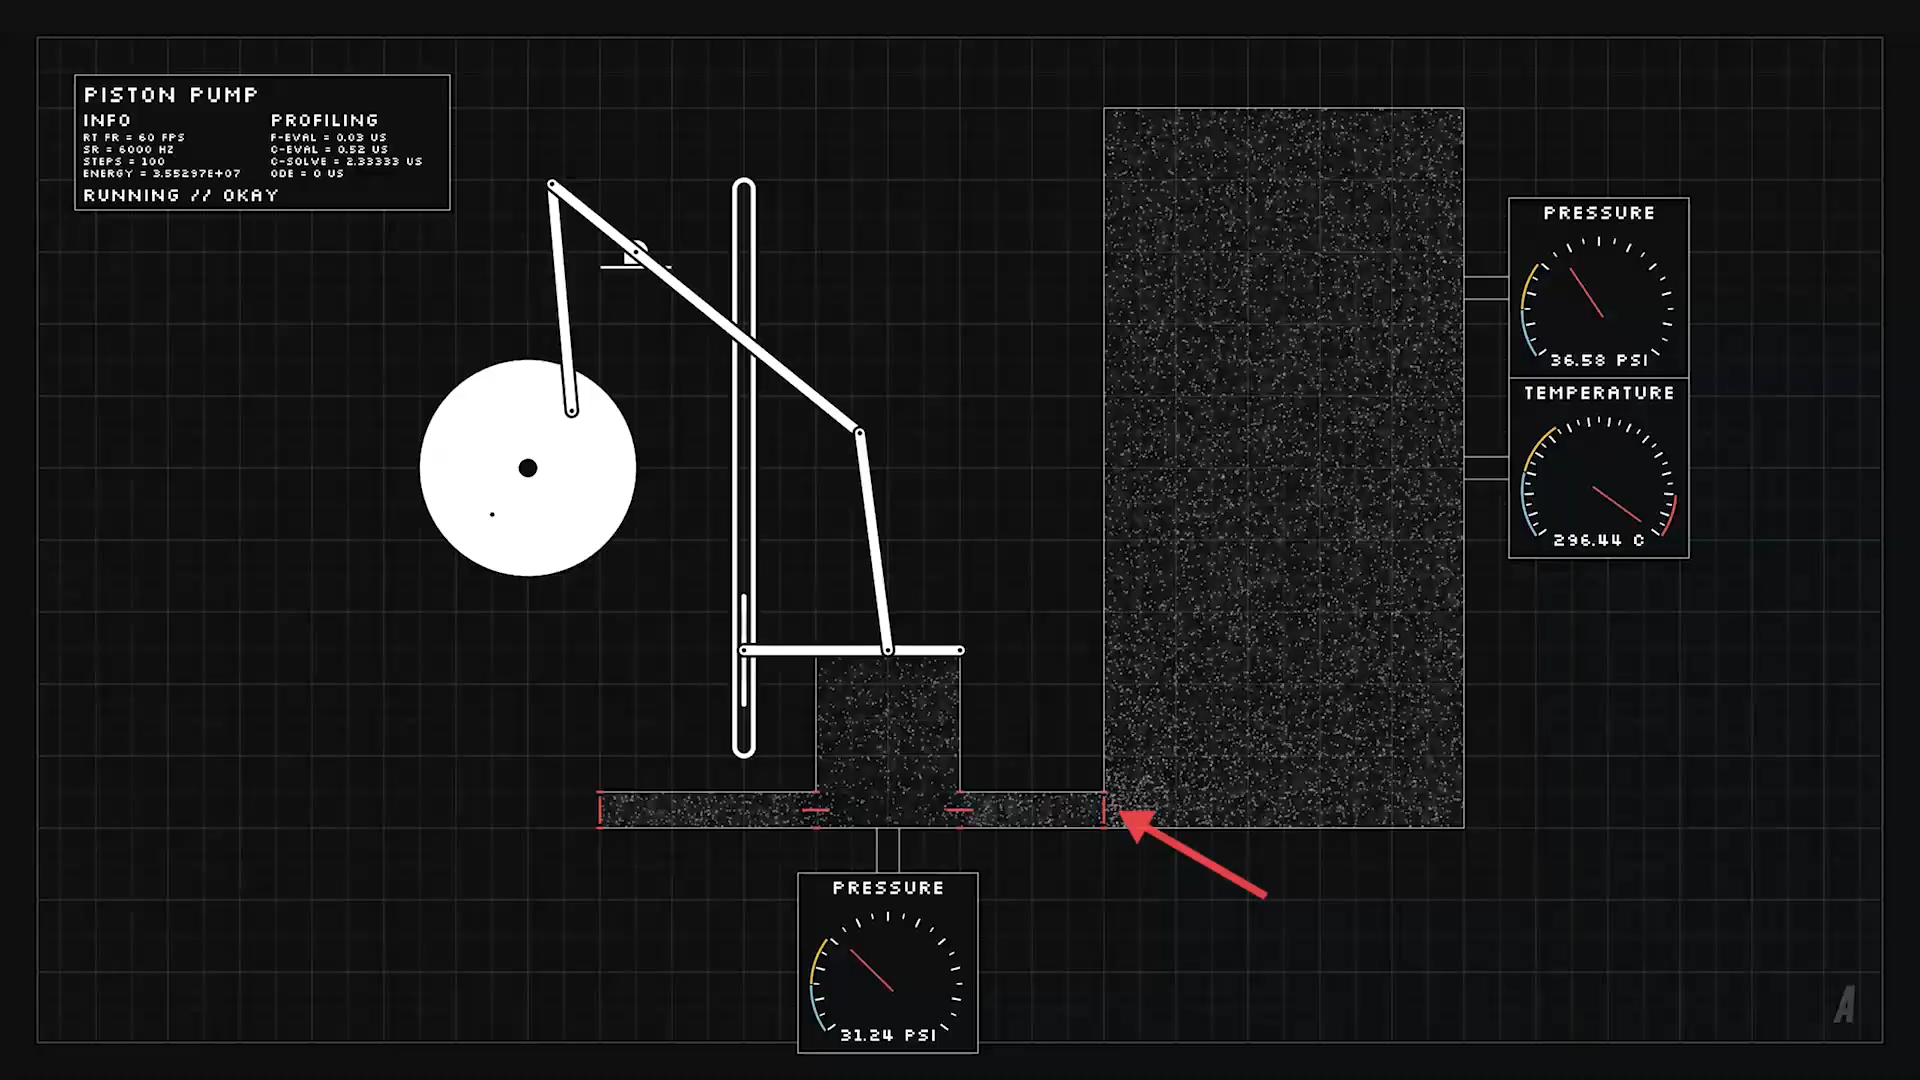 PISTON PUMP
INFO
RT FR = 60 FPS
SR = 6000 HZ
STEPS = 100
ENERGY = 3.55297E+07
PROFILING
F-EVAL = 0.03 US
C-EVAL = 0.52 US
C-SOLVE = 2.33333 US
ODE = 0 US
RUNNING // OKAY
PRESSURE
36.58 PSI
TEMPERATURE
296.44 C
PRESSURE
31.24 PSI
A